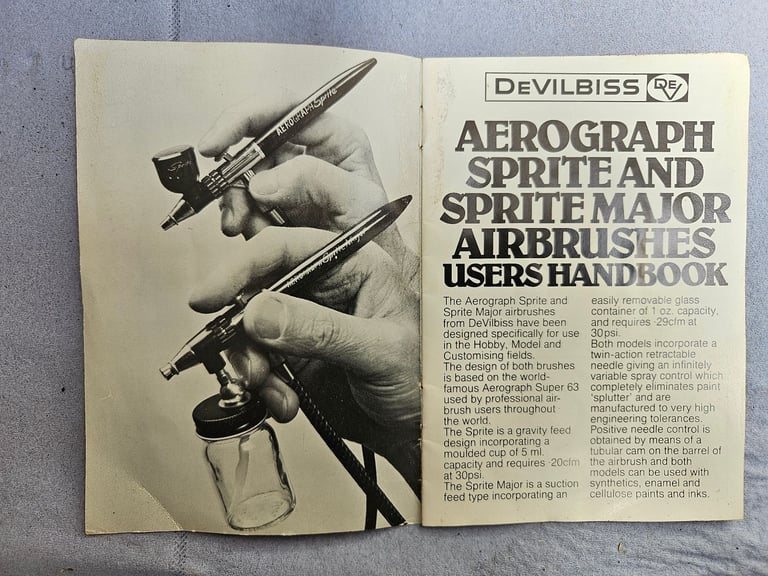 AEROGRAPH Sprite
Sprite
AEROGRAPH Sprite Major
DEVILBISS DEV
AEROGRAPH
SPRITE AND
SPRITE MAJOR
AIRBRUSHES
USERS HANDBOOK
The Aerograph Sprite and
Sprite Major airbrushes
from DeVilbiss have been
designed specifically for use
in the Hobby, Model and
Customising fields.
The design of both brushes
is based on the world-
famous Aerograph Super 63
used by professional air-
brush users throughout
the world.
The Sprite is a gravity feed
design incorporating a
moulded cup of 5 ml.
capacity and requires ·20cfm
at 30psi.
The Sprite Major is a suction
feed type incorporating an
easily removable glass
container of 1 oz. capacity,
and requires ·29cfm at
30psi.
Both models incorporate a
twin-action retractable
needle giving an infinitely
variable spray control which
completely eliminates paint
'splutter' and are
manufactured to very high
engineering tolerances.
Positive needle control is
obtained by means of a
tubular cam on the barrel of
the airbrush and both
models can be used with
synthetics, enamel and
cellulose paints and inks.